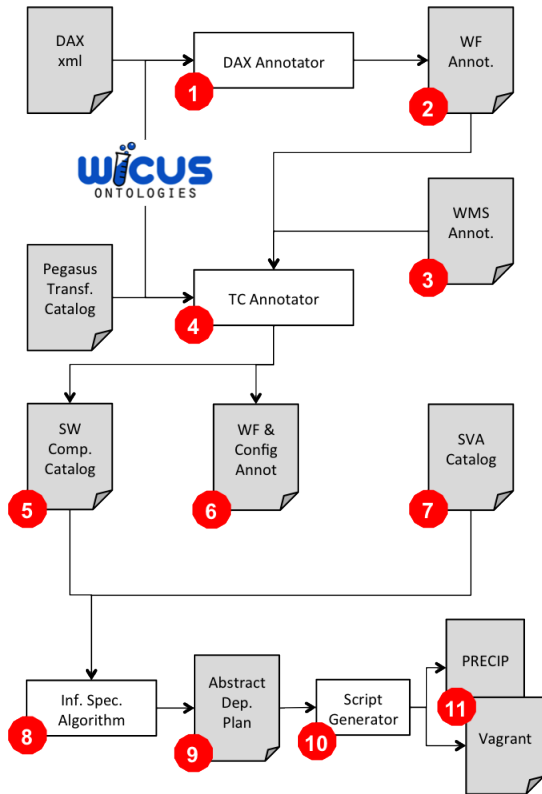 DAX
xml
1
DAX Annotator
2
WF
Annot.
WICUS
ONTOLOGIES
WMS
Annot.
3
Pegasus
Transf.
Catalog
4
TC Annotator
SW
Comp.
Catalog
5
WF &
Config
Annot
6
SVA
Catalog
7
Inf. Spec.
Algorithm
8
Abstract
Dep.
Plan
9
Script
Generator
10
PRECIP
11
Vagrant